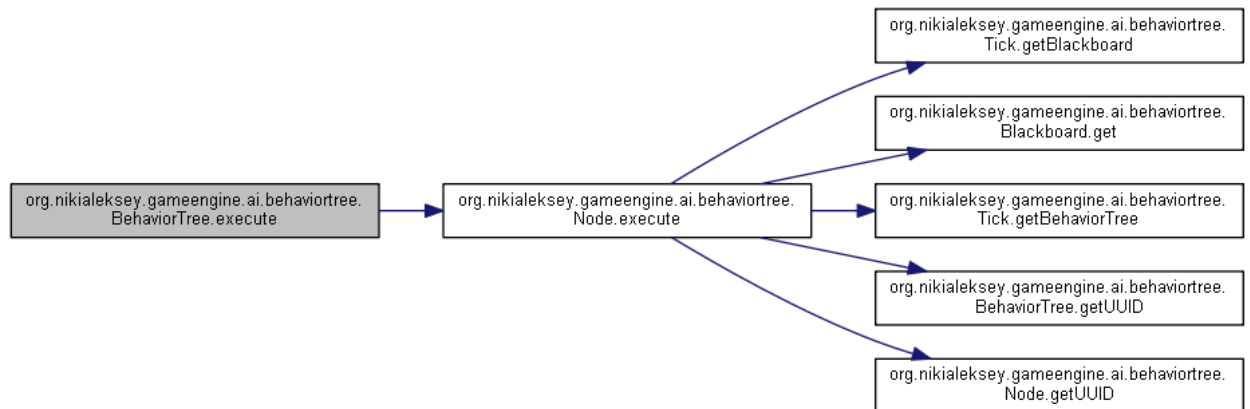 org.nikialeksey.gameengine.ai.behaviortree.
Tick.getBlackboard
org.nikialeksey.gameengine.ai.behaviortree.
Blackboard.get
org.nikialeksey.gameengine.ai.behaviortree.
BehaviorTree.execute
org.nikialeksey.gameengine.ai.behaviortree.
Node.execute
org.nikialeksey.gameengine.ai.behaviortree.
Tick.getBehaviorTree
org.nikialeksey.gameengine.ai.behaviortree.
BehaviorTree.getUUID
org.nikialeksey.gameengine.ai.behaviortree.
Node.getUUID